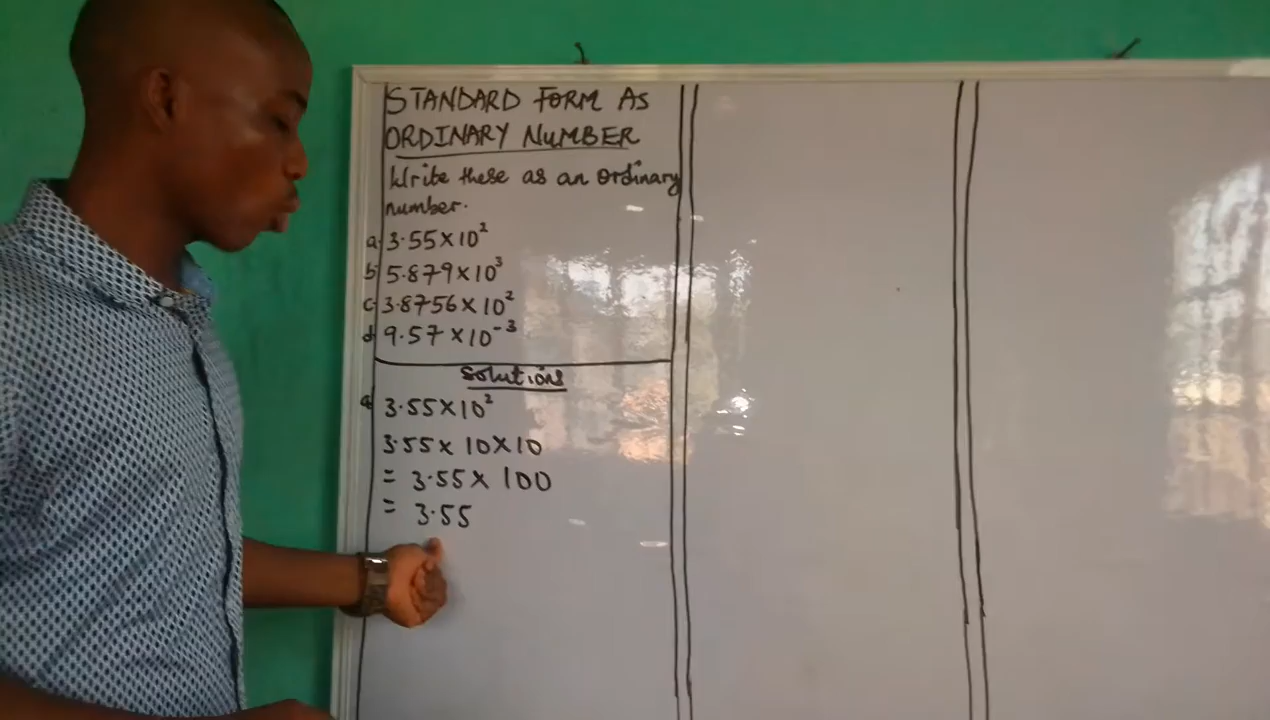 STANDARD FORM AS
ORDINARY NUMBER
Write these as an ordinary
number.
a. 3.55 × 10²
b. 5.879 × 10³
c. 3.8756 × 10²
d. 9.57 × 10⁻³
Solutions
a. 3.55 × 10²
3.55 × 10 × 10
= 3.55 × 100
= 3.55